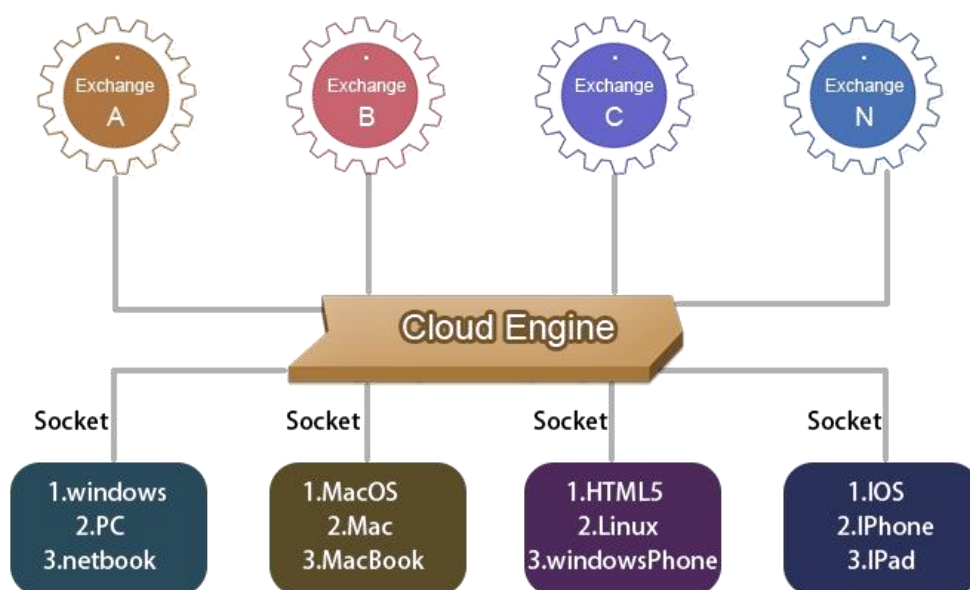 Exchange
A
Exchange
B
Exchange
C
Exchange
N
Cloud Engine
Socket
Socket
Socket
Socket
1.windows
2.PC
3.netbook
1.MacOS
2.Mac
3.MacBook
1.HTML5
2.Linux
3.windowsPhone
1.IOS
2.IPhone
3.IPad